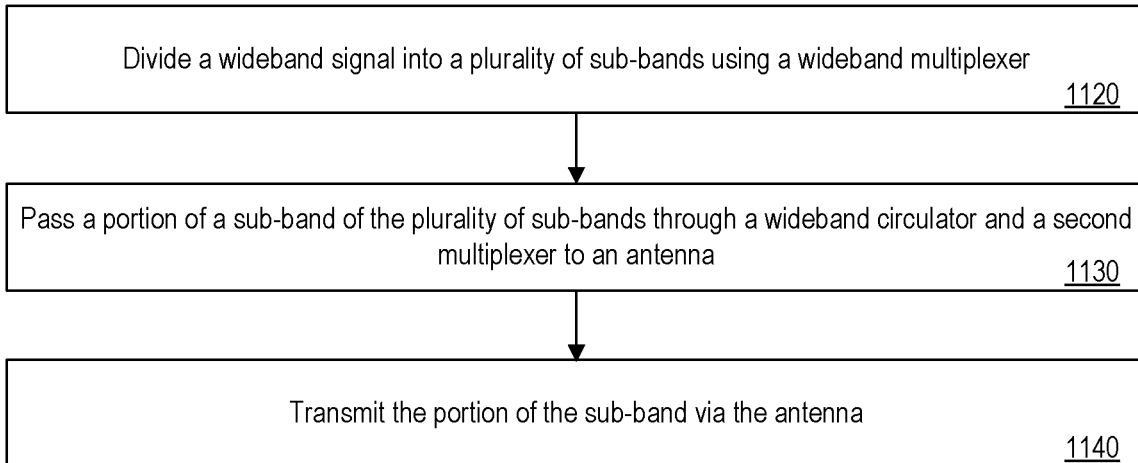 Divide a wideband signal into a plurality of sub-bands using a wideband multiplexer
1120
Pass a portion of a sub-band of the plurality of sub-bands through a wideband circulator and a second
multiplexer to an antenna
1130
Transmit the portion of the sub-band via the antenna
1140